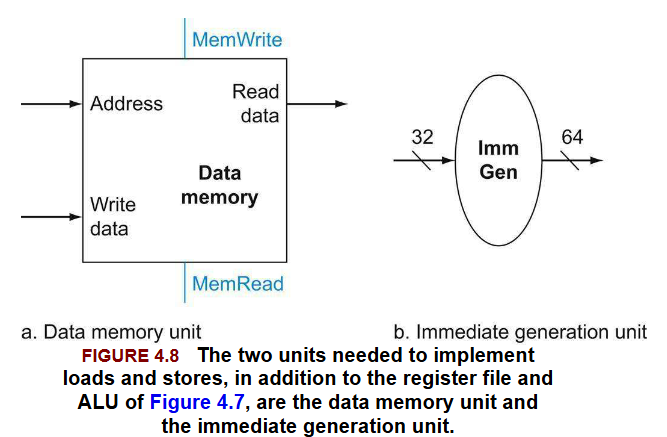 MemWrite
Address
Read
data
Data
memory
Write
data
MemRead
32
Imm
Gen
64
a. Data memory unit
b. Immediate generation unit
FIGURE 4.8 The two units needed to implement
loads and stores, in addition to the register file and
ALU of Figure 4.7, are the data memory unit and
the immediate generation unit.